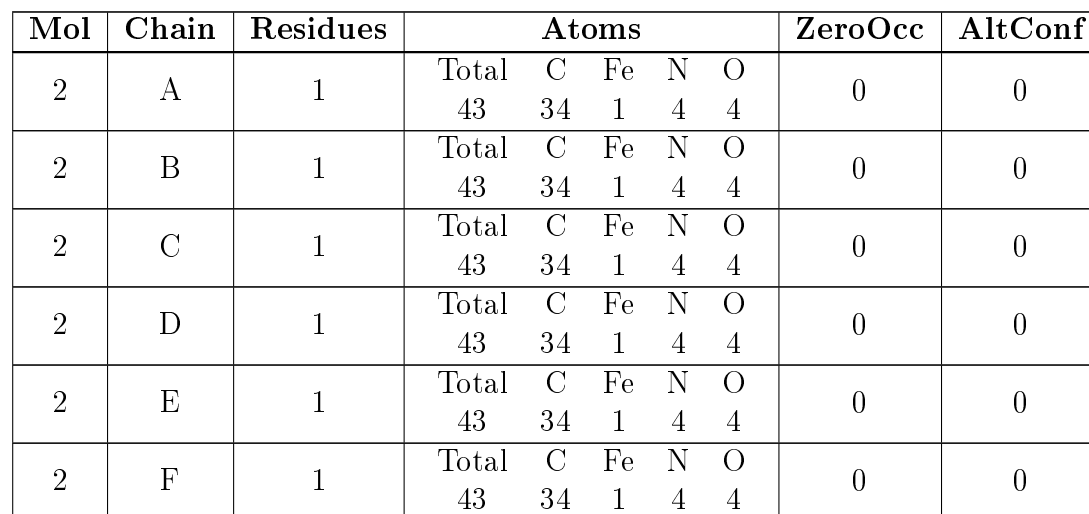 Mol Chain Residues Atoms ZeroOcc AltConf
Total C Fe N O
2 A 1 0 0
43 34 1 4 4
Total C Fe N O
2 B 1 0 0
43 34 1 4 4
Total C Fe N O
2 C 1 0 0
43 34 1 4 4
Total C Fe N O
2 D 1 0 0
43 34 1 4 4
Total C Fe N O
2 E 1 0 0
43 34 1 4 4
Total C Fe N O
2 F 1 0 0
43 34 1 4 4